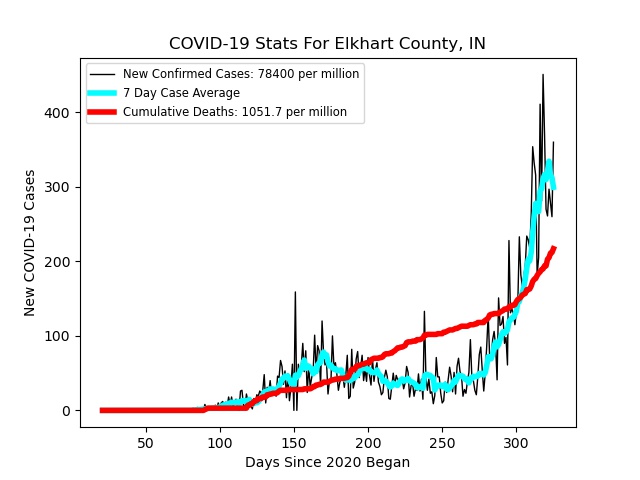 COVID-19 Stats For Elkhart County, IN
New Confirmed Cases: 78400 per million
7 Day Case Average
Cumulative Deaths: 1051.7 per million
New COVID-19 Cases
400
300
200
100
0
50 100 150 200 250 300
Days Since 2020 Began